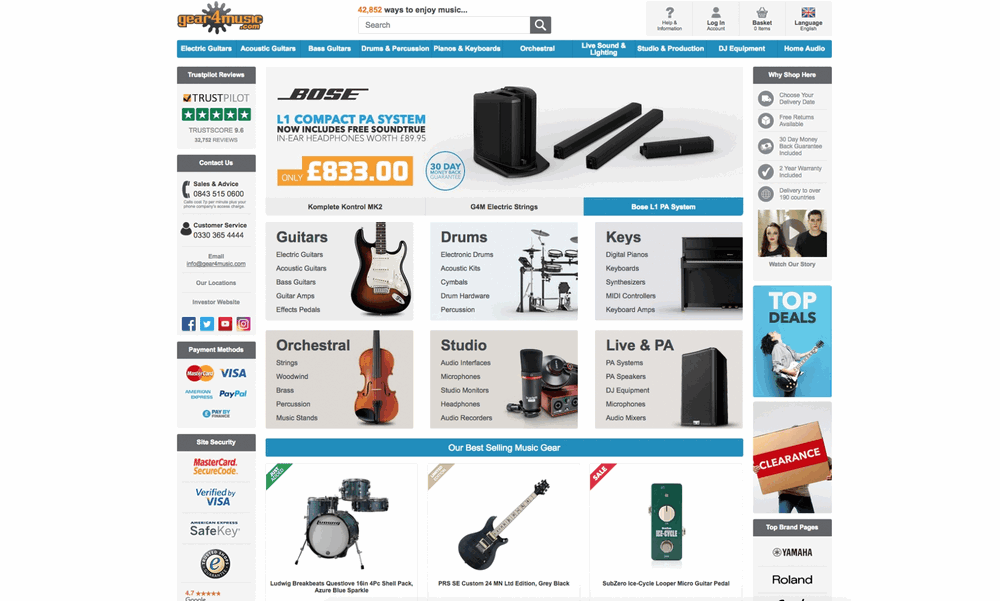 gear4music
.com
42,852 ways to enjoy music...
Search
Help &
Information
Log In
Account
Basket
0 Items
Language
English
Electric Guitars
Acoustic Guitars
Bass Guitars
Drums & Percussion
Pianos & Keyboards
Orchestral
Live Sound &
Lighting
Studio & Production
DJ Equipment
Home Audio
Trustpilot Reviews
TRUSTPILOT
TRUSTSCORE 9.6
32,752 REVIEWS
Contact Us
Sales & Advice
0843 515 0600
Calls cost 7p per minute plus your
phone company's access charge.
Customer Service
0330 365 4444
Email
info@gear4music.com
Our Locations
Investor Website
Payment Methods
MasterCard
VISA
AMERICAN
EXPRESS
PayPal
PAY BY
FINANCE
Site Security
MasterCard.
SecureCode.
Verified by
VISA
AMERICAN EXPRESS
SafeKey
4.7
Google
BOSE
L1 COMPACT PA SYSTEM
NOW INCLUDES FREE SOUNDTRUE
IN-EAR HEADPHONES WORTH £89.95
ONLY £833.00
30 DAY
MONEY BACK
GUARANTEE
Komplete Kontrol MK2
G4M Electric Strings
Bose L1 PA System
Guitars
Electric Guitars
Acoustic Guitars
Bass Guitars
Guitar Amps
Effects Pedals
Drums
Electronic Drums
Acoustic Kits
Cymbals
Drum Hardware
Percussion
Keys
Digital Pianos
Keyboards
Synthesizers
MIDI Controllers
Keyboard Amps
Orchestral
Strings
Woodwind
Brass
Percussion
Music Stands
Studio
Audio Interfaces
Microphones
Studio Monitors
Headphones
Audio Recorders
Live & PA
PA Systems
PA Speakers
DJ Equipment
Microphones
Audio Mixers
Our Best Selling Music Gear
JUST
ADDED
SALE
Ludwig Breakbeats Questlove 16in 4Pc Shell Pack,
Azure Blue Sparkle
PRS SE Custom 24 MN Ltd Edition, Grey Black
SubZero Ice-Cycle Looper Micro Guitar Pedal
Why Shop Here
Choose Your
Delivery Date
Free Returns
Available
30 Day Money
Back Guarantee
Included
2 Year Warranty
Included
Delivery to over
190 countries
Watch Our Story
TOP
DEALS
CLEARANCE
Top Brand Pages
YAMAHA
Roland